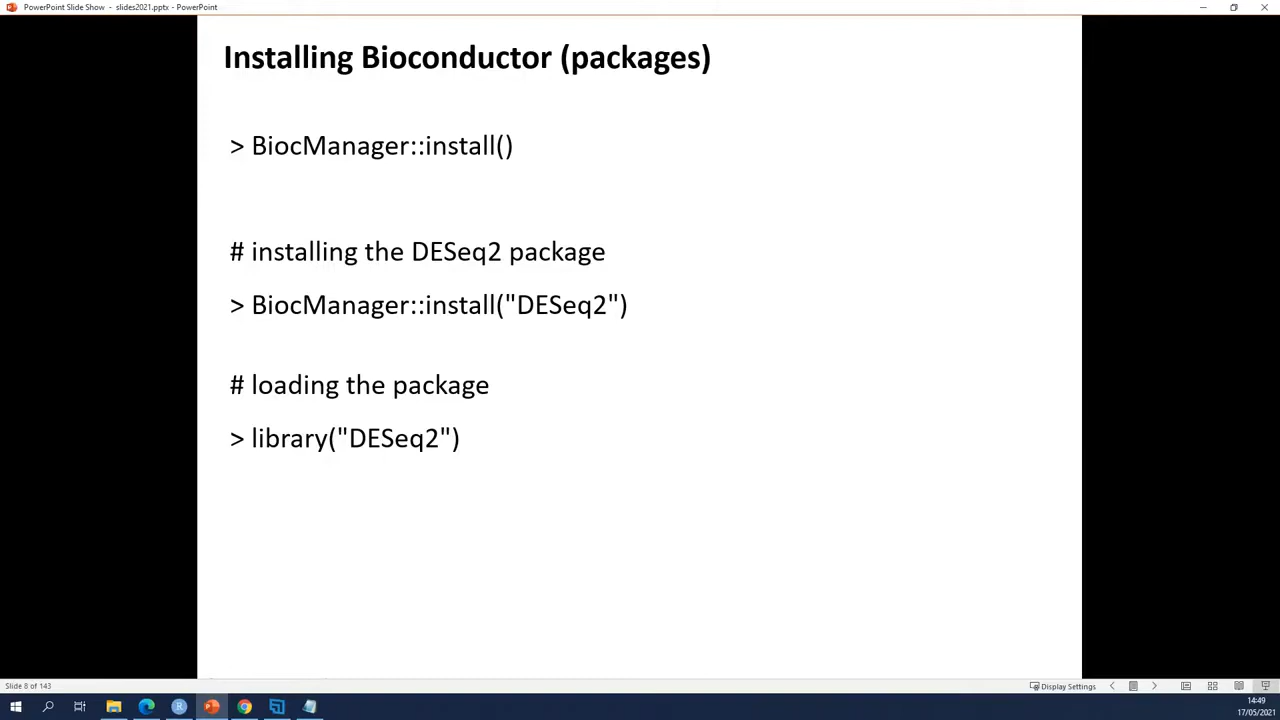 PowerPoint Slide Show - slides2021.pptx - PowerPoint
Installing Bioconductor (packages)
> BiocManager::install()
# installing the DESeq2 package
> BiocManager::install("DESeq2")
# loading the package
> library("DESeq2")
Slide 8 of 143
Display Settings
14:49
17/05/2021